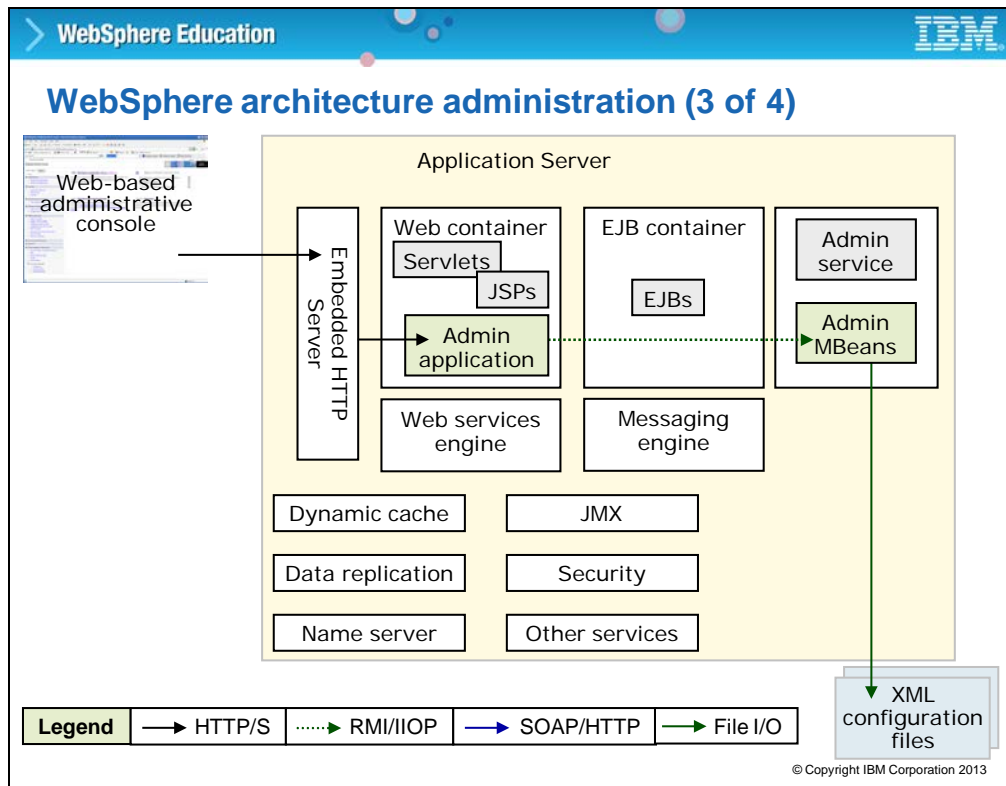 WebSphere Education
IBM.
WebSphere architecture administration (3 of 4)
Web-based
administrative
console
Application Server
Embedded HTTP
Server
Web container
Servlets
JSPs
Admin
application
EJB container
EJBs
Admin
service
Admin
MBeans
Web services
engine
Messaging
engine
Dynamic cache
JMX
Data replication
Security
Name server
Other services
XML
configuration
files
Legend
HTTP/S
RMI/IIOP
SOAP/HTTP
File I/O
© Copyright IBM Corporation 2013